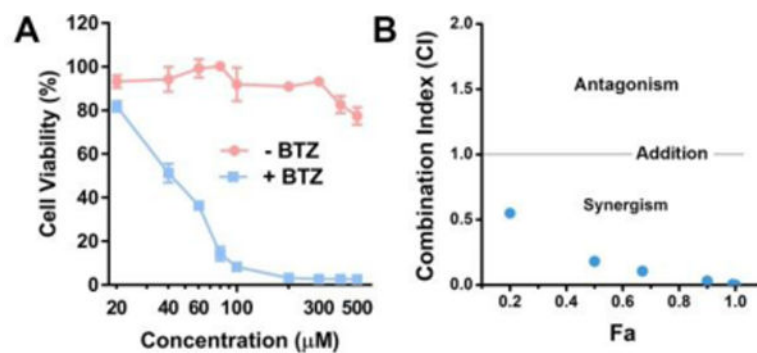 A
Cell Viability (%)
120
100
80
60
40
20
0
- BTZ
+ BTZ
20 40 60 100 300 500
Concentration (μM)
B
Combination Index (CI)
2.0
1.5
1.0
0.5
0.0
Antagonism
Addition
Synergism
0.2 0.4 0.6 0.8 1.0
Fa